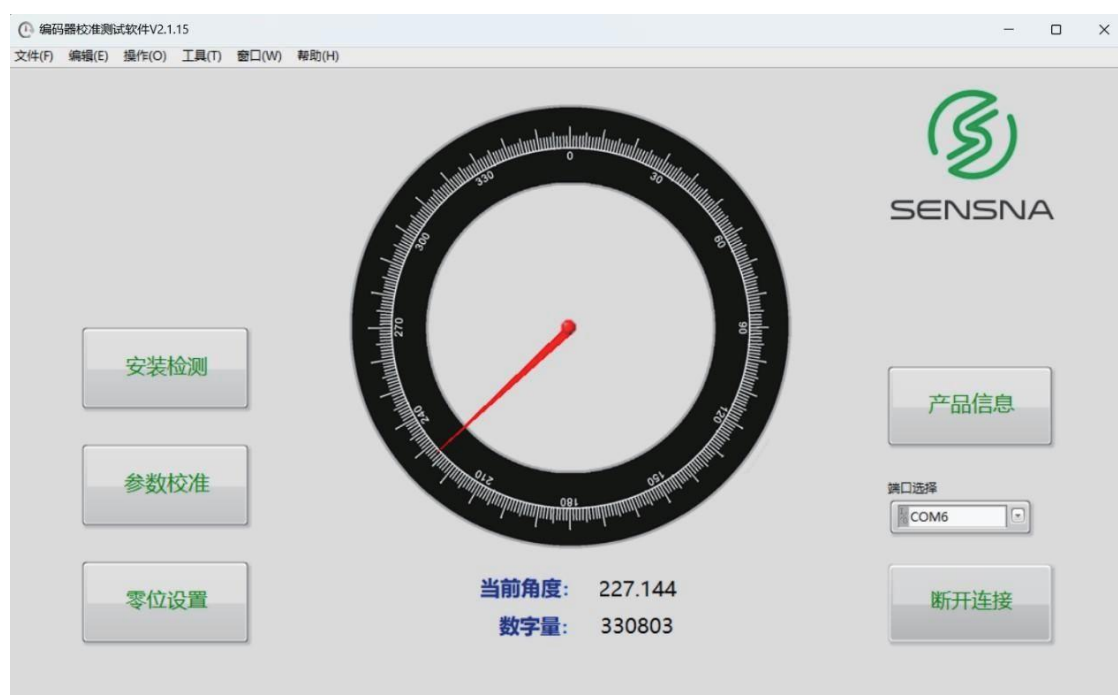 编码器校准测试软件V2.1.15
文件(F) 编辑(E) 操作(O) 工具(T) 窗口(W) 帮助(H)
SENSNA
0
30
60
90
120
150
180
210
240
270
300
330
安装检测
参数校准
零位设置
当前角度: 227.144
数字量: 330803
产品信息
端口选择
COM6
断开连接